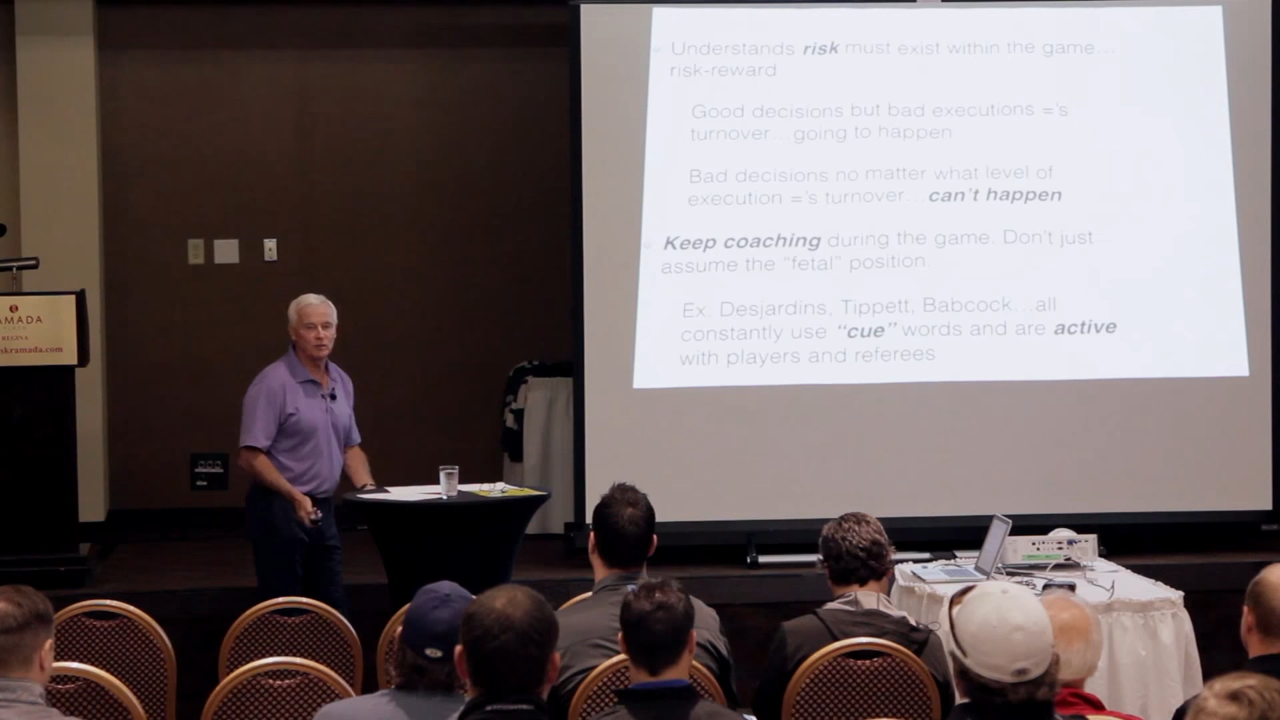 Understands risk must exist within the game...
risk-reward
Good decisions but bad executions ='s
turnover...going to happen
Bad decisions no matter what level of
execution ='s turnover...can't happen
Keep coaching during the game. Don't just
assume the "fetal" position.
Ex. Desjardins, Tippett, Babcock...all
constantly use "cue" words and are active
with players and referees
AMADA
REGINA
skramada.com